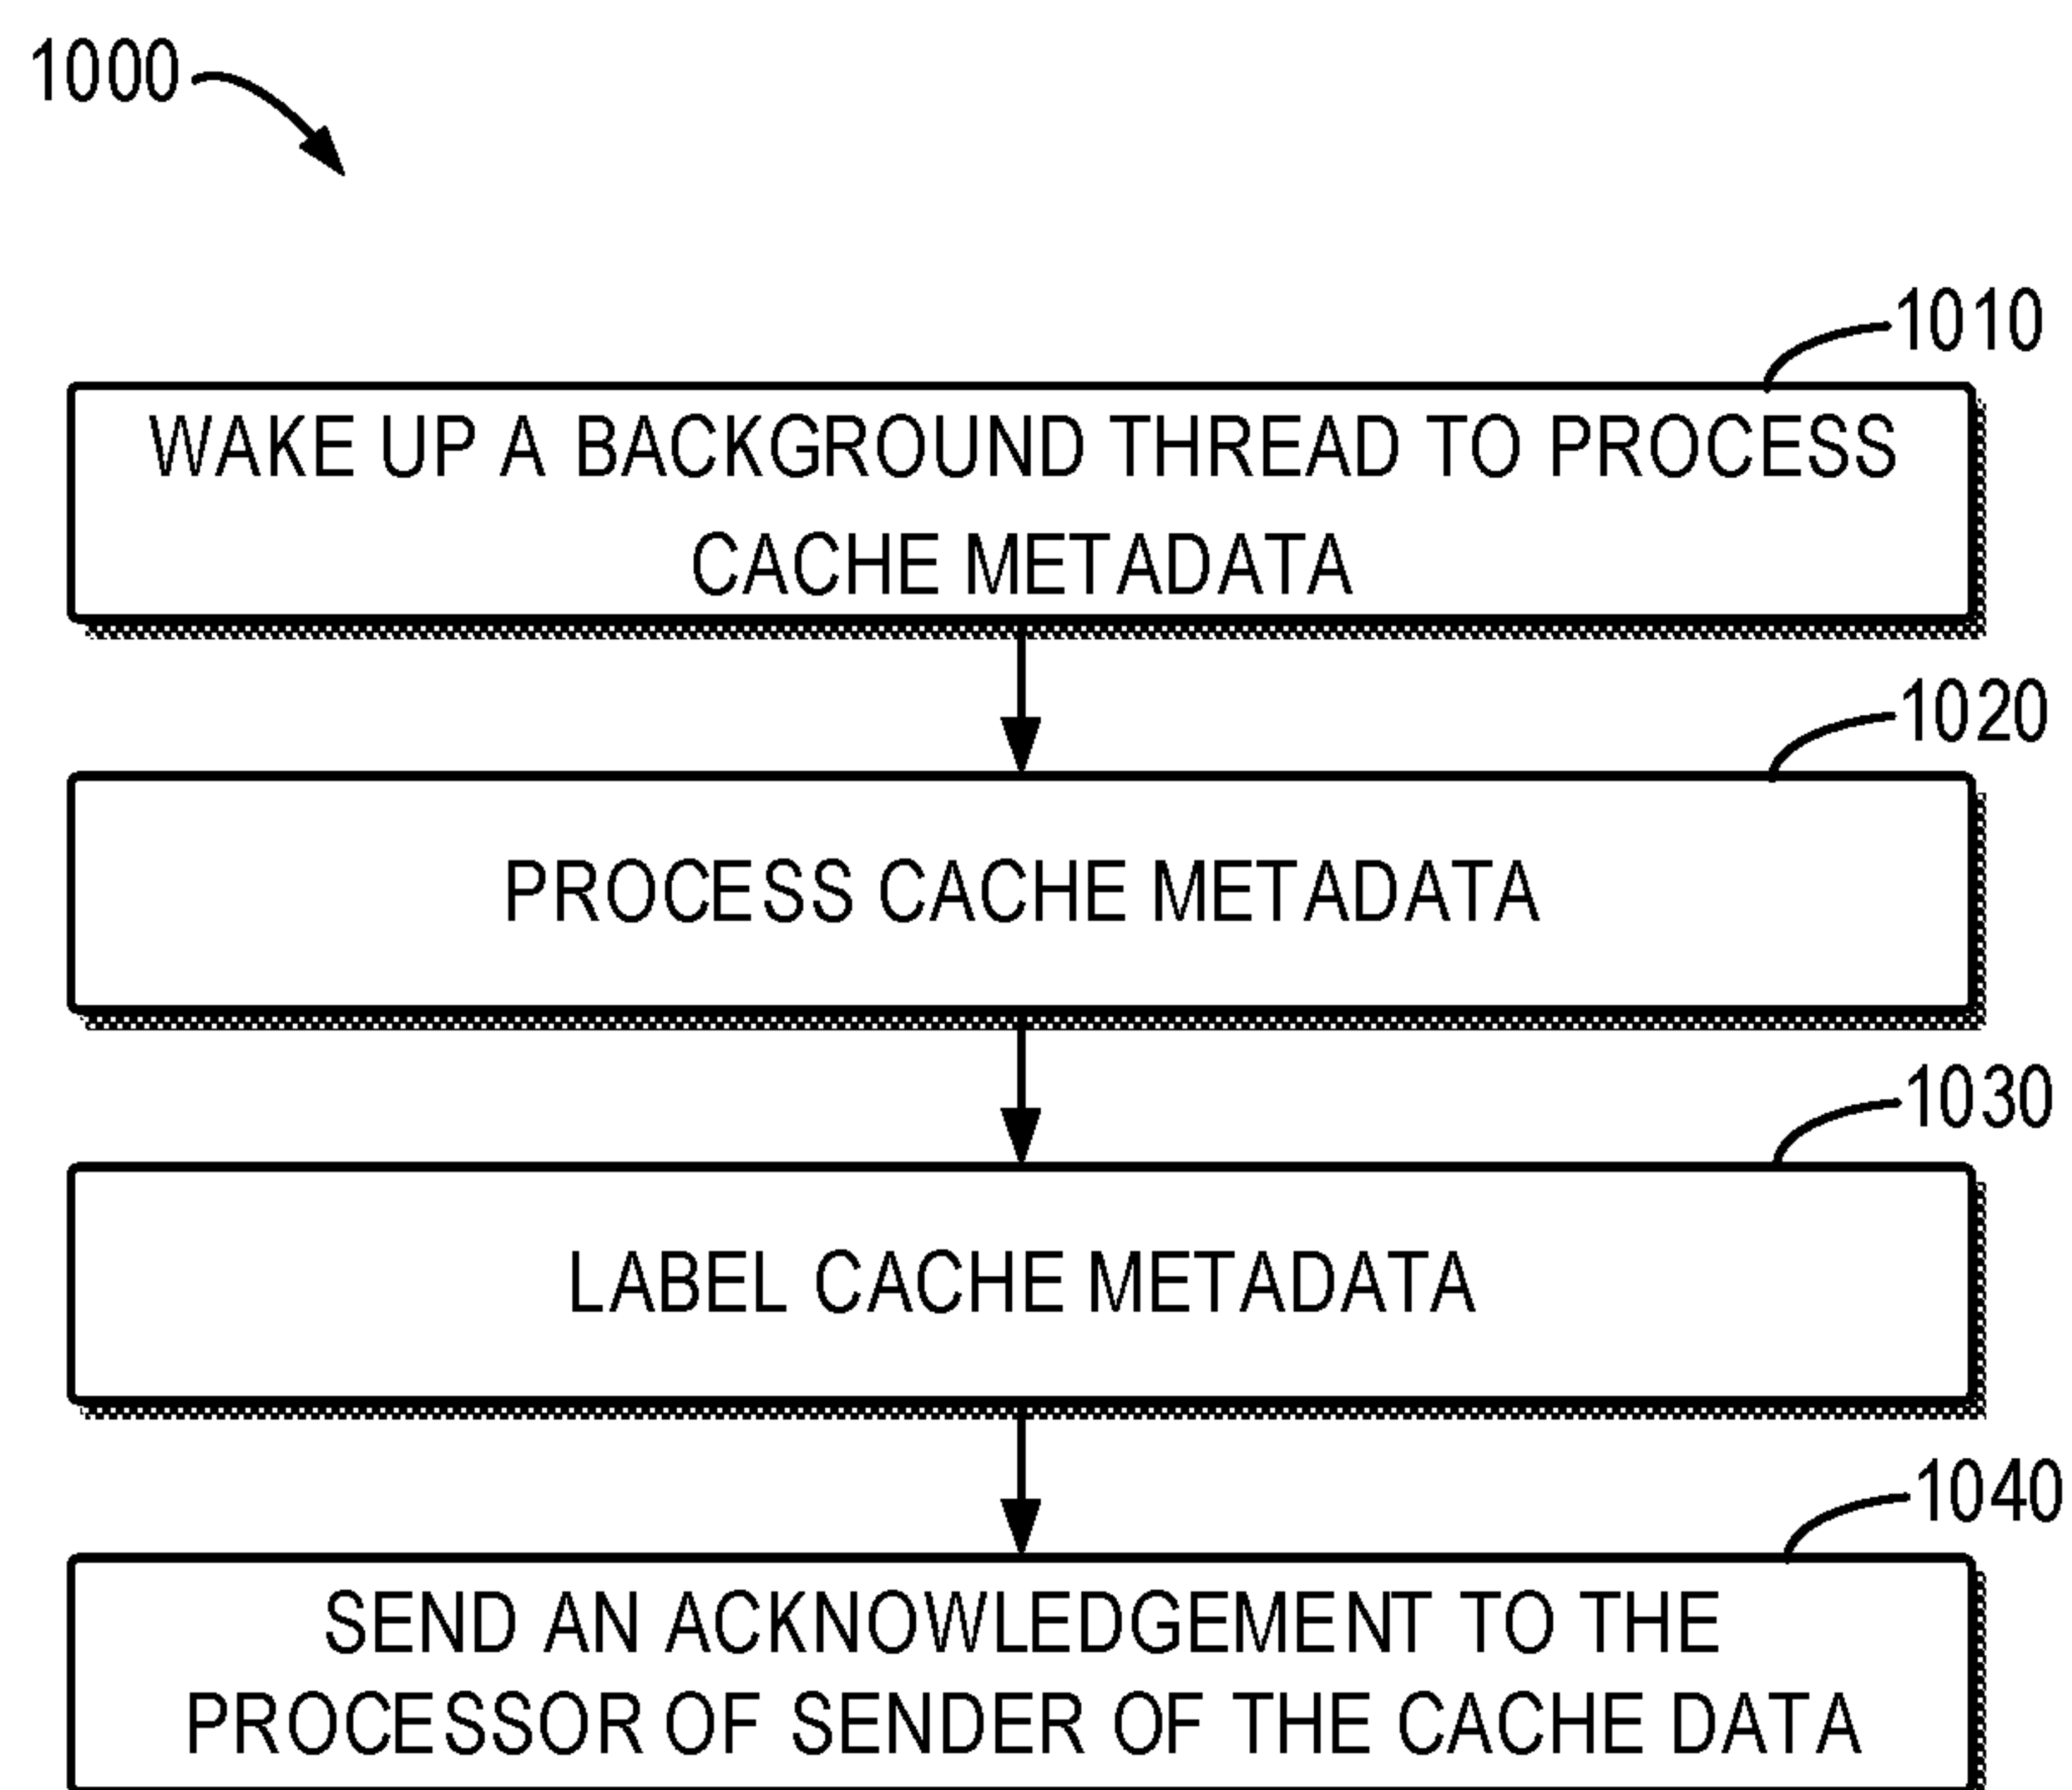 1000
1010
WAKE UP A BACKGROUND THREAD TO PROCESS
CACHE METADATA
1020
PROCESS CACHE METADATA
1030
LABEL CACHE METADATA
1040
SEND AN ACKNOWLEDGEMENT TO THE
PROCESSOR OF SENDER OF THE CACHE DATA